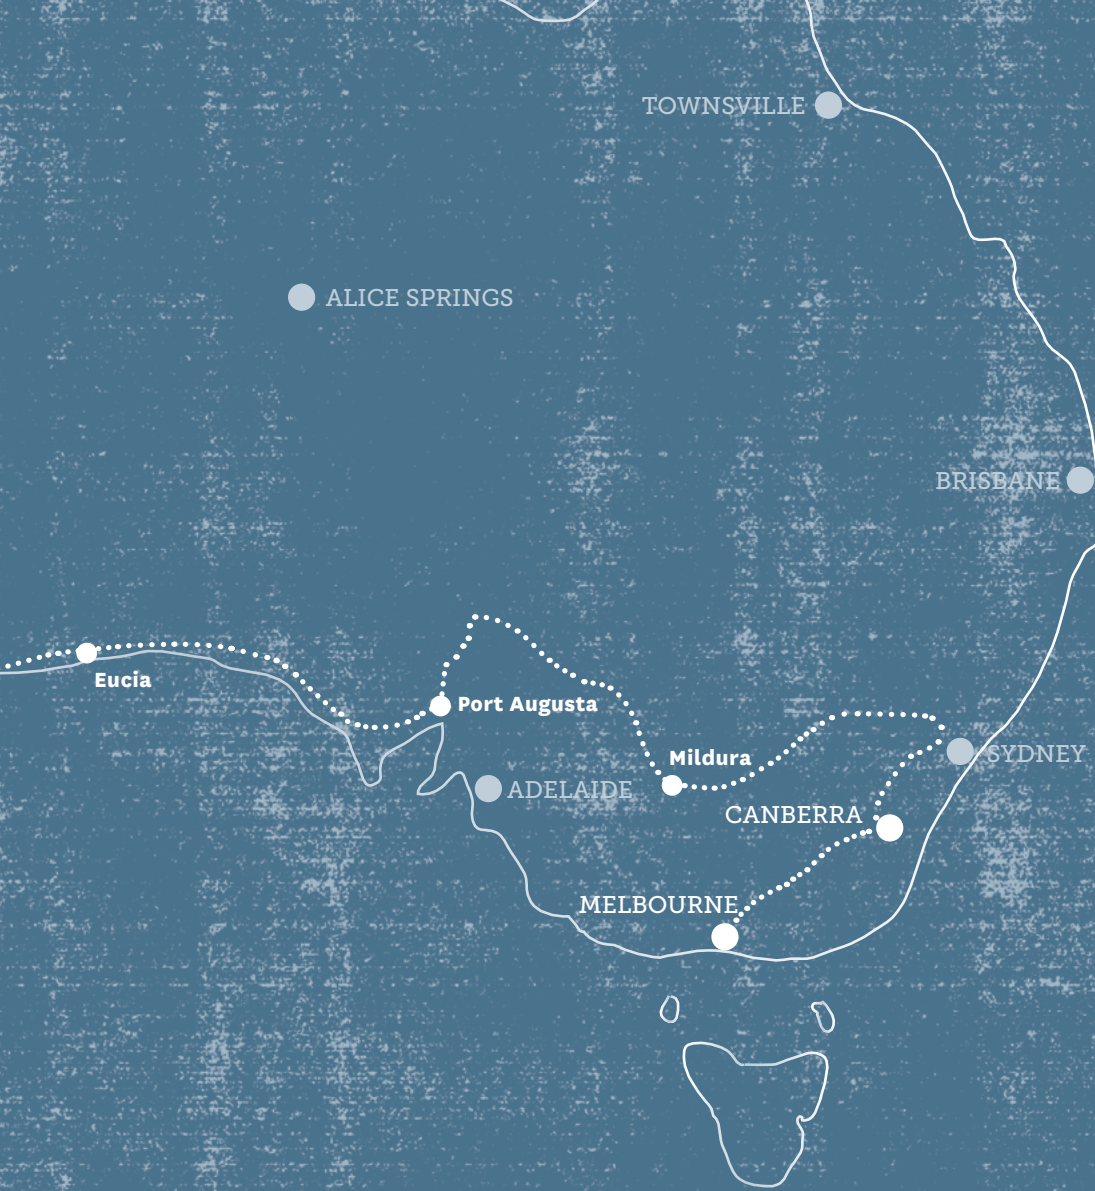 TOWNSVILLE
ALICE SPRINGS
BRISBANE
Eucia
Port Augusta
Mildura
SYDNEY
ADELAIDE
CANBERRA
MELBOURNE